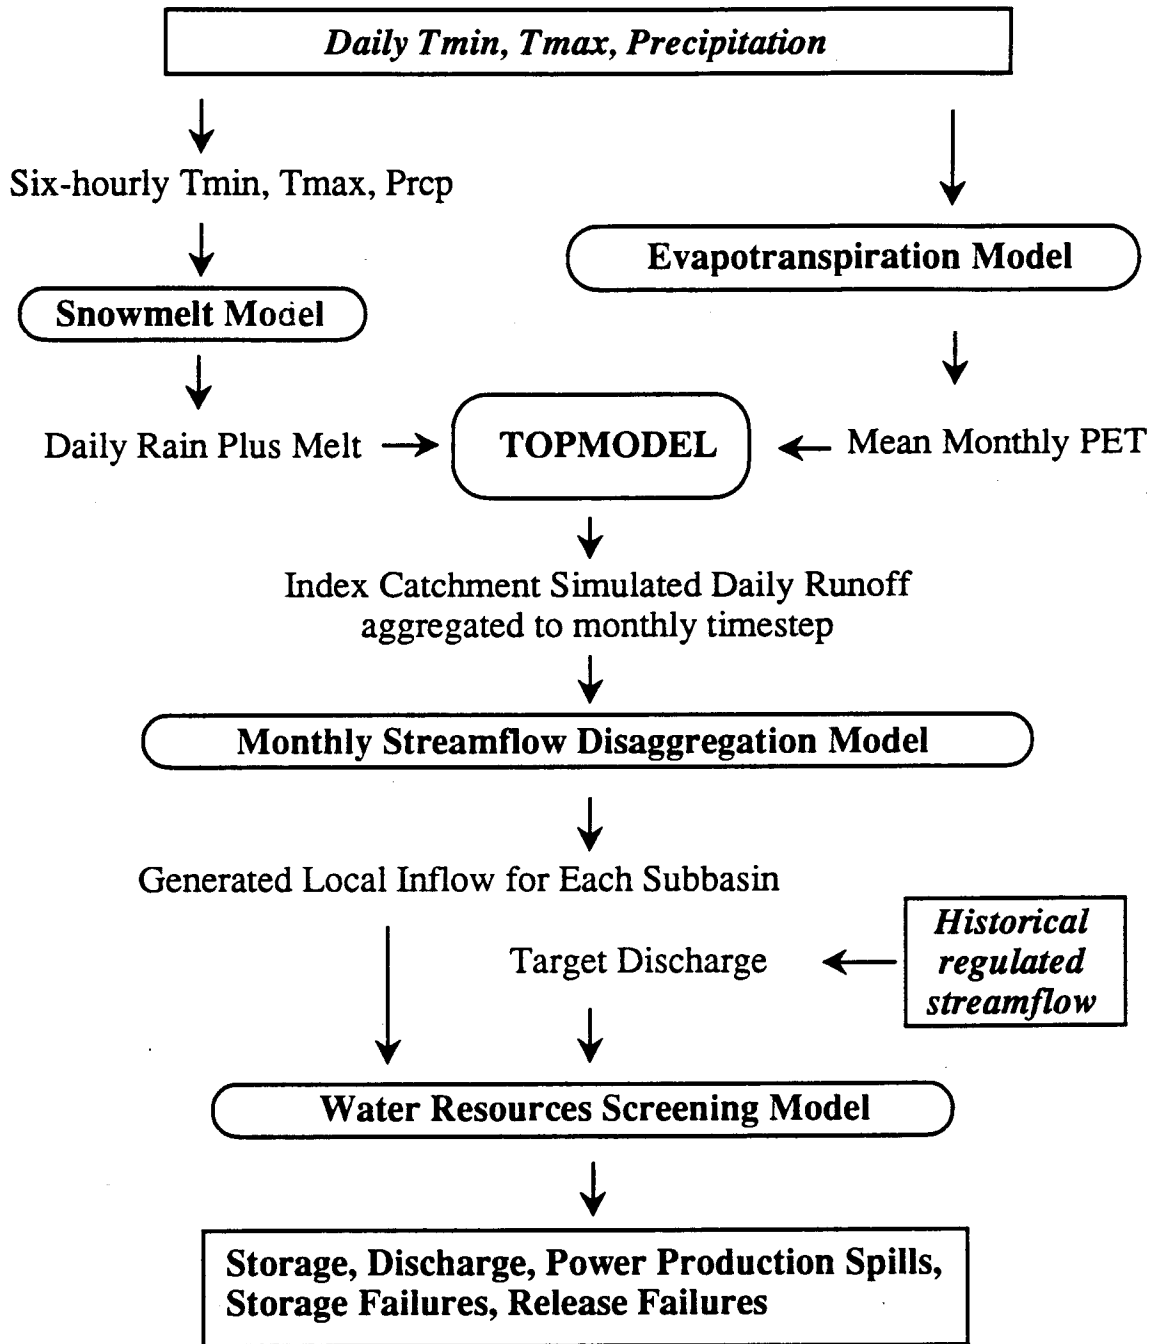 Daily Tmin, Tmax, Precipitation
Six-hourly Tmin, Tmax, Prcp
Evapotranspiration Model
Snowmelt Model
Daily Rain Plus Melt
TOPMODEL
Mean Monthly PET
Index Catchment Simulated Daily Runoff
aggregated to monthly timestep
Monthly Streamflow Disaggregation Model
Generated Local Inflow for Each Subbasin
Target Discharge
Historical
regulated
streamflow
Water Resources Screening Model
Storage, Discharge, Power Production Spills,
Storage Failures, Release Failures